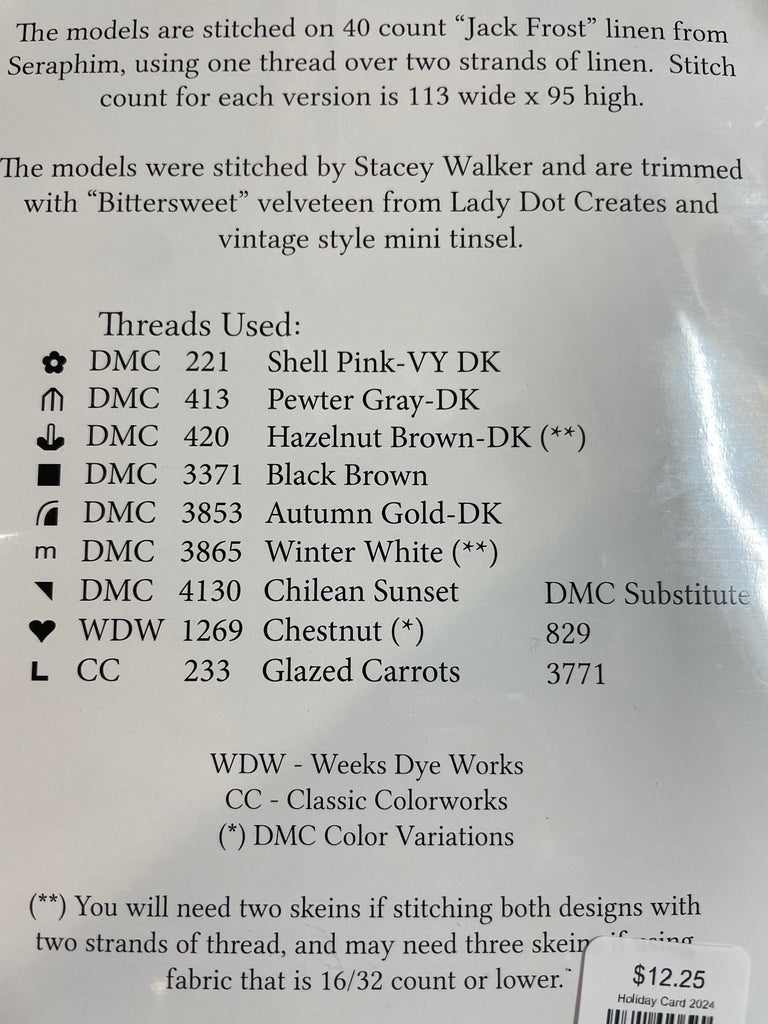 The models are stitched on 40 count “Jack Frost” linen from
Seraphim, using one thread over two strands of linen. Stitch
count for each version is 113 wide x 95 high.
The models were stitched by Stacey Walker and are trimmed
with “Bittersweet” velveteen from Lady Dot Creates and
vintage style mini tinsel.
Threads Used:
DMC 221 Shell Pink-VY DK
DMC 413 Pewter Gray-DK
DMC 420 Hazelnut Brown-DK (**)
DMC 3371 Black Brown
DMC 3853 Autumn Gold-DK
m DMC 3865 Winter White (**)
DMC 4130 Chilean Sunset DMC Substitute
WDW 1269 Chestnut (*) 829
L CC 233 Glazed Carrots 3771
WDW - Weeks Dye Works
CC - Classic Colorworks
(*) DMC Color Variations
(**) You will need two skeins if stitching both designs with
two strands of thread, and may need three skeins if using
fabric that is 16/32 count or lower.
$12.25
Holiday Card 2024